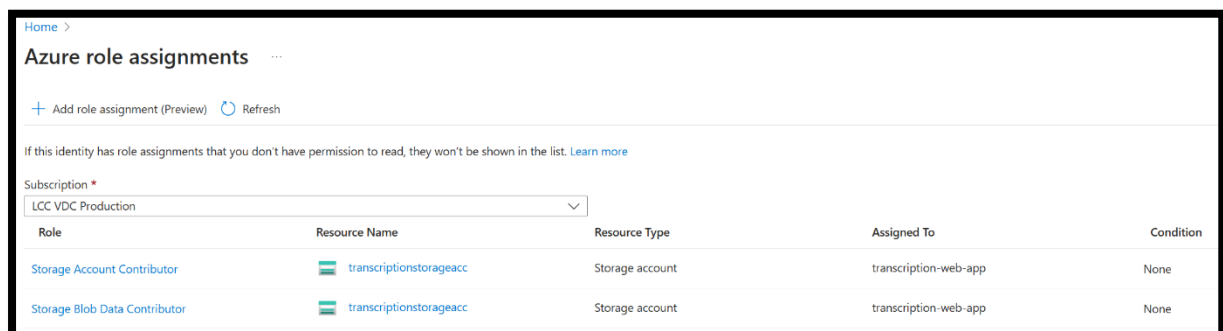 Home >
Azure role assignments ...
+ Add role assignment (Preview) Refresh
If this identity has role assignments that you don't have permission to read, they won't be shown in the list. Learn more
Subscription *
LCC VDC Production
Role Resource Name Resource Type Assigned To Condition
Storage Account Contributor transcriptionstorageacc Storage account transcription-web-app None
Storage Blob Data Contributor transcriptionstorageacc Storage account transcription-web-app None